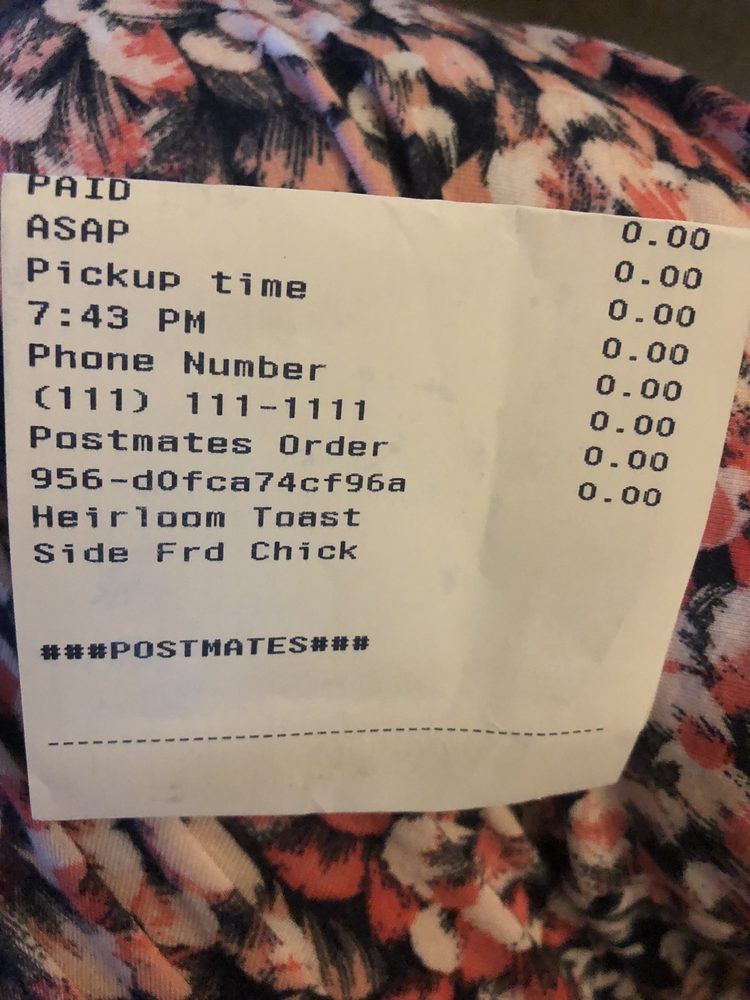 PAID 0.00
ASAP 0.00
Pickup time 0.00
7:43 PM 0.00
Phone Number 0.00
(111) 111-1111 0.00
Postmates Order 0.00
956-d0fca74cf96a 0.00
Heirloom Toast
Side Frd Chick
###POSTMATES###